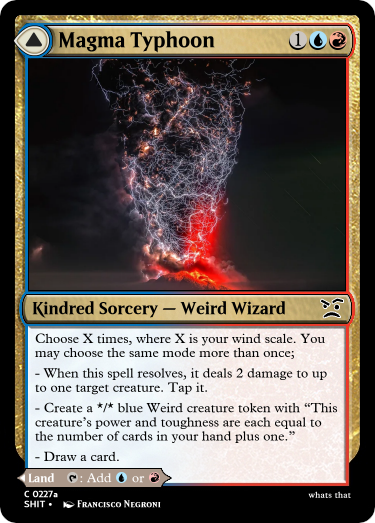 Magma Typhoon 1
Kindred Sorcery — Weird Wizard
Choose X times, where X is your wind scale. You
may choose the same mode more than once;
- When this spell resolves, it deals 2 damage to up
to one target creature. Tap it.
- Create a */* blue Weird creature token with “This
creature’s power and toughness are each equal to
the number of cards in your hand plus one.”
- Draw a card.
Land : Add or
C 0227a
SHIT • Francisco Negroni
whats that